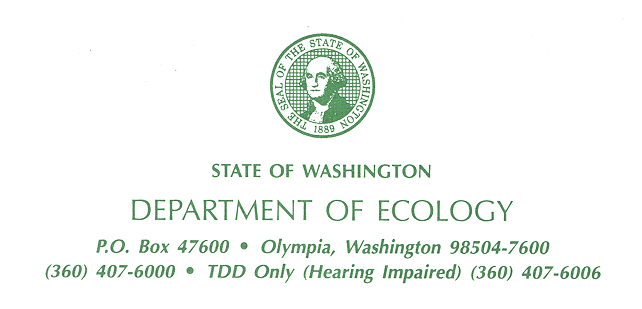 THE SEAL OF THE STATE OF WASHINGTON
1889
STATE OF WASHINGTON
DEPARTMENT OF ECOLOGY
P.O. Box 47600 • Olympia, Washington 98504-7600
(360) 407-6000 • TDD Only (Hearing Impaired) (360) 407-6006